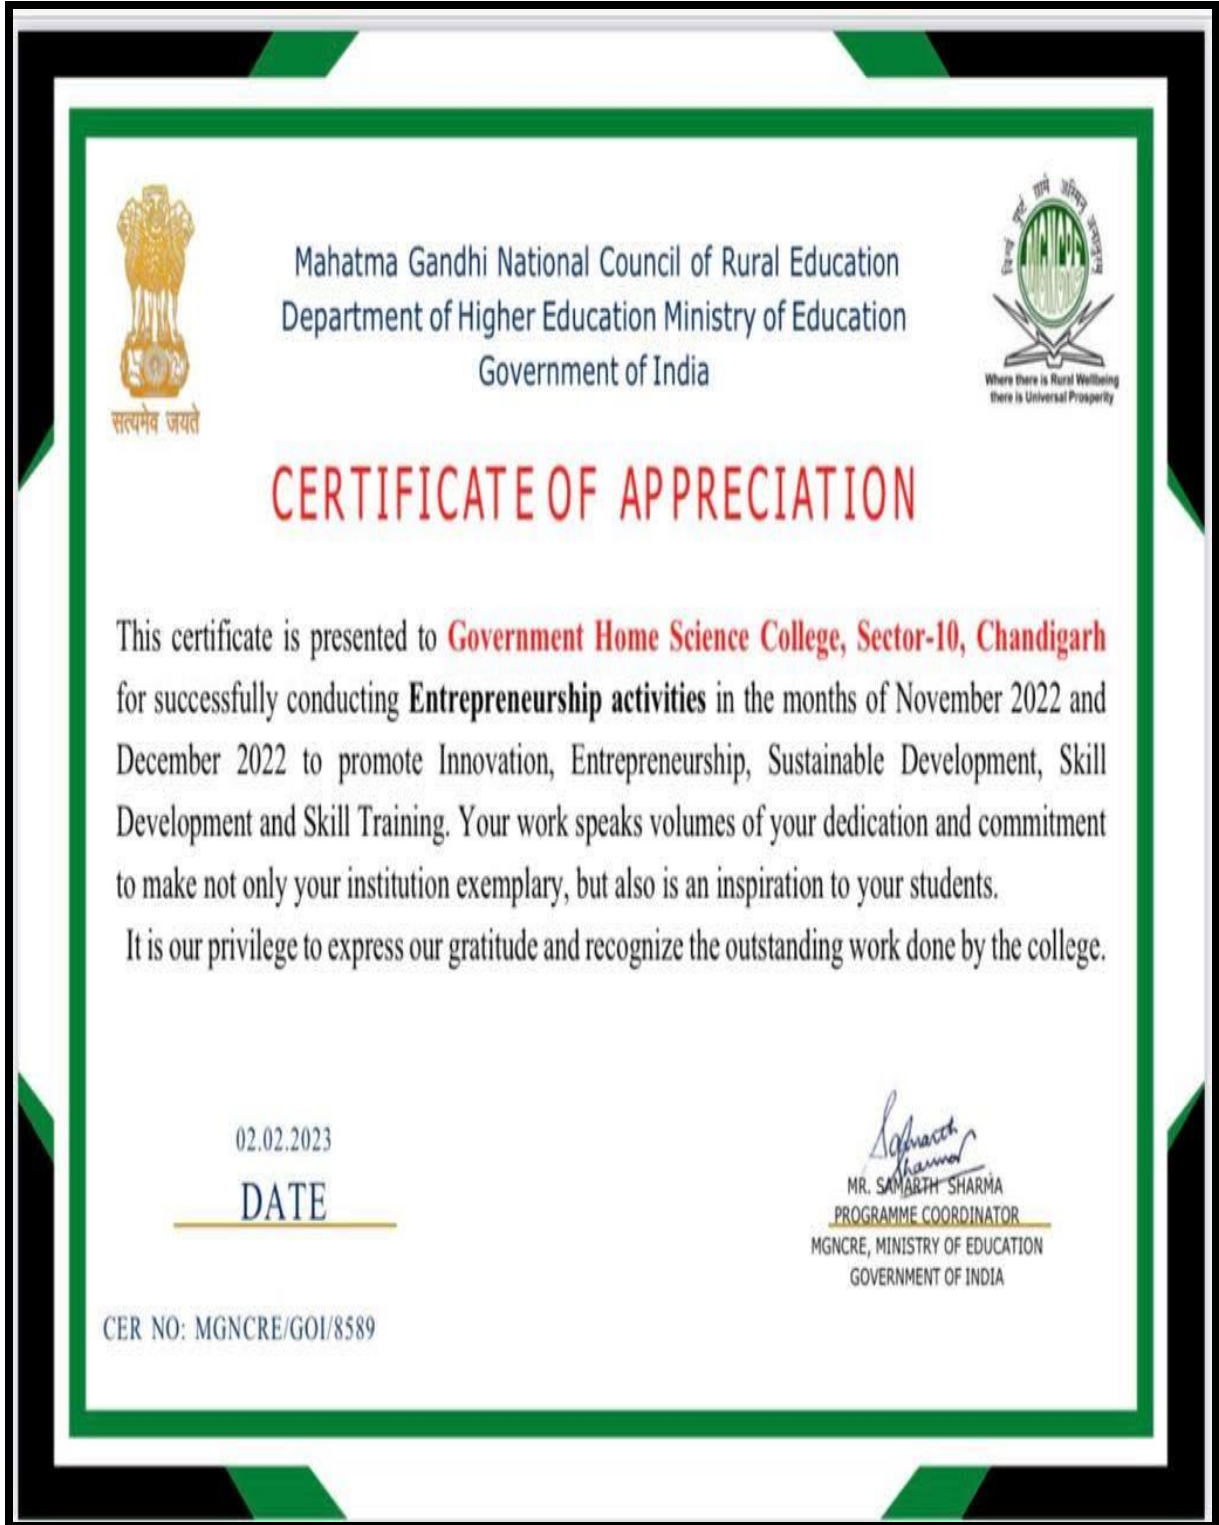 सत्यमेव जयते
Mahatma Gandhi National Council of Rural Education
Department of Higher Education Ministry of Education
Government of India
MGNCRE
Where there is Rural Wellbeing
there is Universal Prosperity
CERTIFICATE OF APPRECIATION
This certificate is presented to Government Home Science College, Sector-10, Chandigarh
for successfully conducting Entrepreneurship activities in the months of November 2022 and
December 2022 to promote Innovation, Entrepreneurship, Sustainable Development, Skill
Development and Skill Training. Your work speaks volumes of your dedication and commitment
to make not only your institution exemplary, but also is an inspiration to your students.
It is our privilege to express our gratitude and recognize the outstanding work done by the college.
02.02.2023
DATE
Samarth
Sharma
MR. SAMARTH SHARMA
PROGRAMME COORDINATOR
MGNCRE, MINISTRY OF EDUCATION
GOVERNMENT OF INDIA
CER NO: MGNCRE/GOI/8589